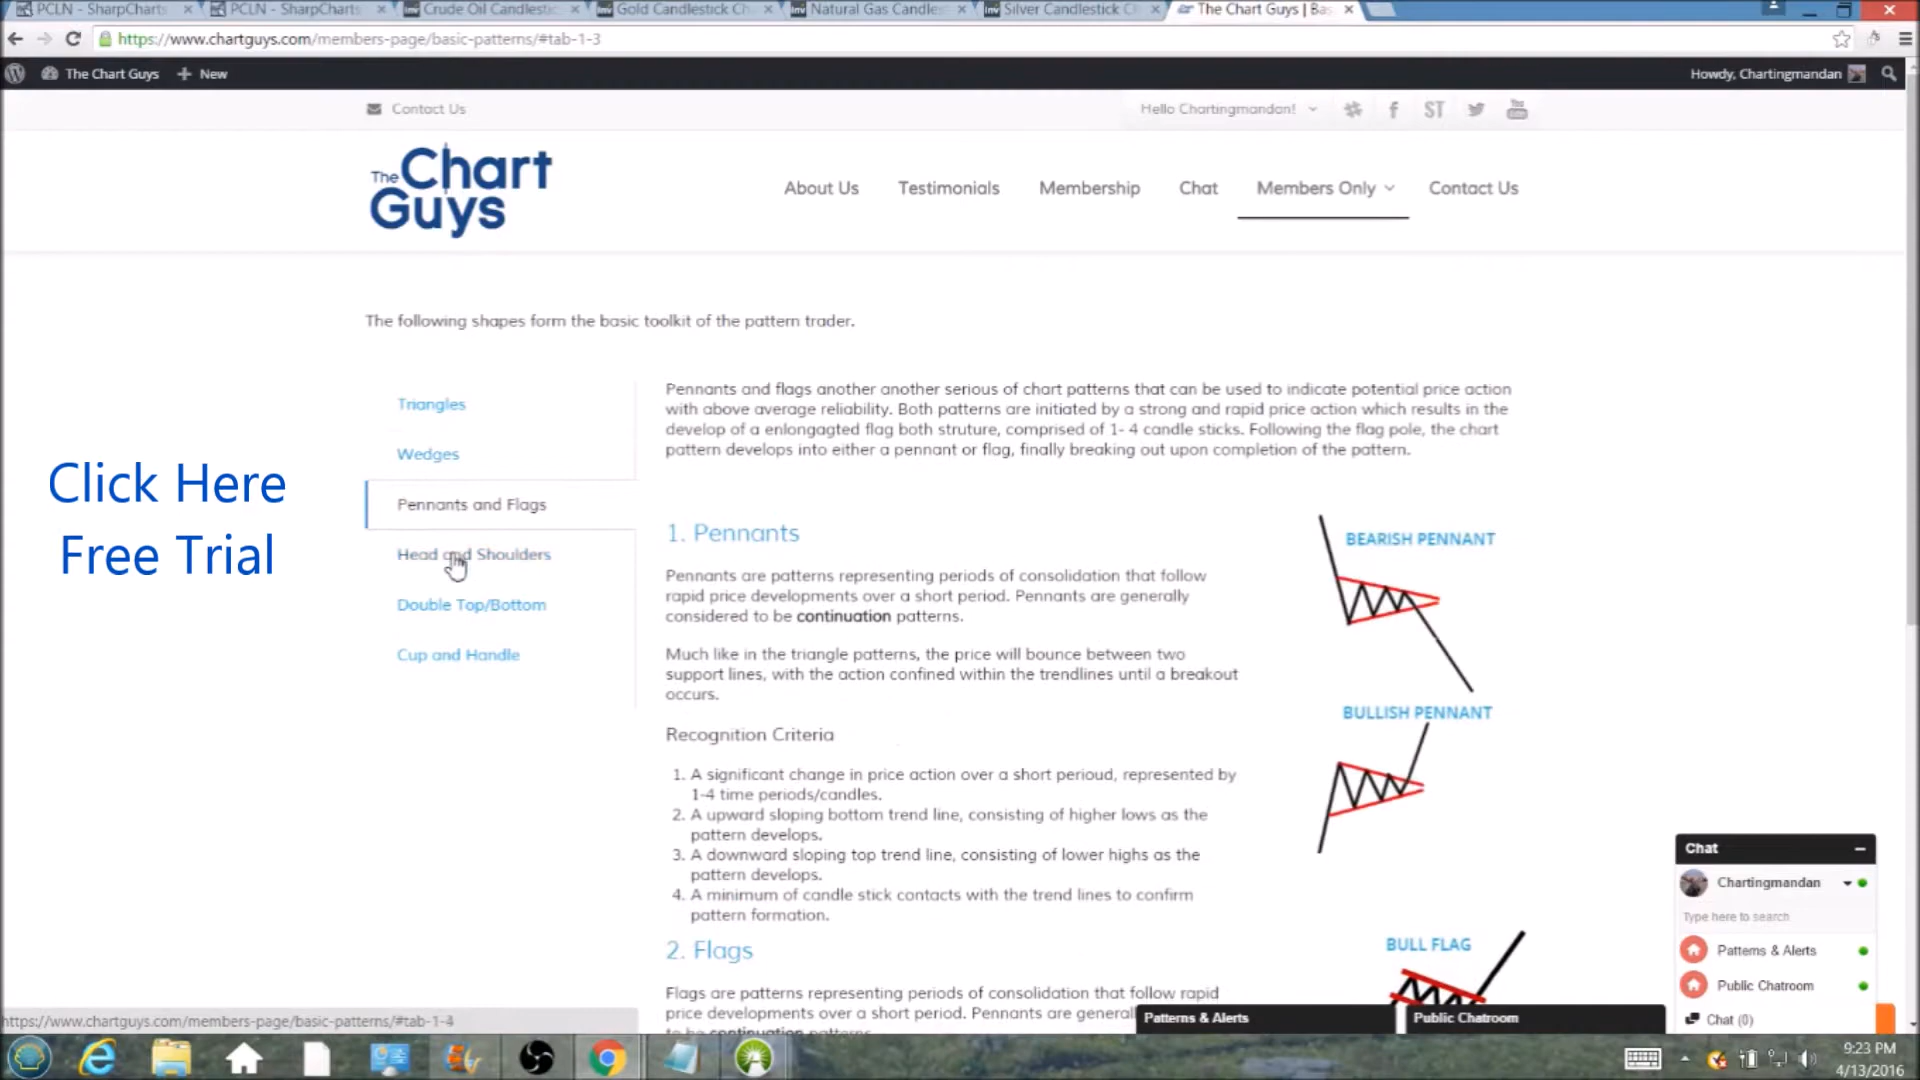 PCLN - SharpCharts
PCLN - SharpCharts
Crude Oil Candlestic
Gold Candlestick Ch
Natural Gas Candles
Silver Candlestick C
The Chart Guys | Bas
https://www.chartguys.com/members-page/basic-patterns/#tab-1-3
The Chart Guys
New
Howdy, Chartingmandan
Contact Us
Hello Chartingmandan!
ST
The Chart Guys
About Us
Testimonials
Membership
Chat
Members Only
Contact Us
The following shapes form the basic toolkit of the pattern trader.
Triangles
Wedges
Pennants and Flags
Head and Shoulders
Double Top/Bottom
Cup and Handle
Click Here
Free Trial
Pennants and flags another another serious of chart patterns that can be used to indicate potential price action
with above average reliability. Both patterns are initiated by a strong and rapid price action which results in the
develop of a enlongagted flag both struture, comprised of 1- 4 candle sticks. Following the flag pole, the chart
pattern develops into either a pennant or flag, finally breaking out upon completion of the pattern.
1. Pennants
Pennants are patterns representing periods of consolidation that follow
rapid price developments over a short period. Pennants are generally
considered to be continuation patterns.
Much like in the triangle patterns, the price will bounce between two
support lines, with the action confined within the trendlines until a breakout
occurs.
Recognition Criteria
1. A significant change in price action over a short perioud, represented by
1-4 time periods/candles.
2. A upward sloping bottom trend line, consisting of higher lows as the
pattern develops.
3. A downward sloping top trend line, consisting of lower highs as the
pattern develops.
4. A minimum of candle stick contacts with the trend lines to confirm
pattern formation.
2. Flags
Flags are patterns representing periods of consolidation that follow rapid
price developments over a short period. Pennants are general
to be continuation patterns
BEARISH PENNANT
BULLISH PENNANT
BULL FLAG
Chat
Chartingmandan
Type here to search
Patterns & Alerts
Public Chatroom
Chat (0)
Patterns & Alerts
Public Chatroom
https://www.chartguys.com/members-page/basic-patterns/#tab-1-4
9:23 PM
4/13/2016